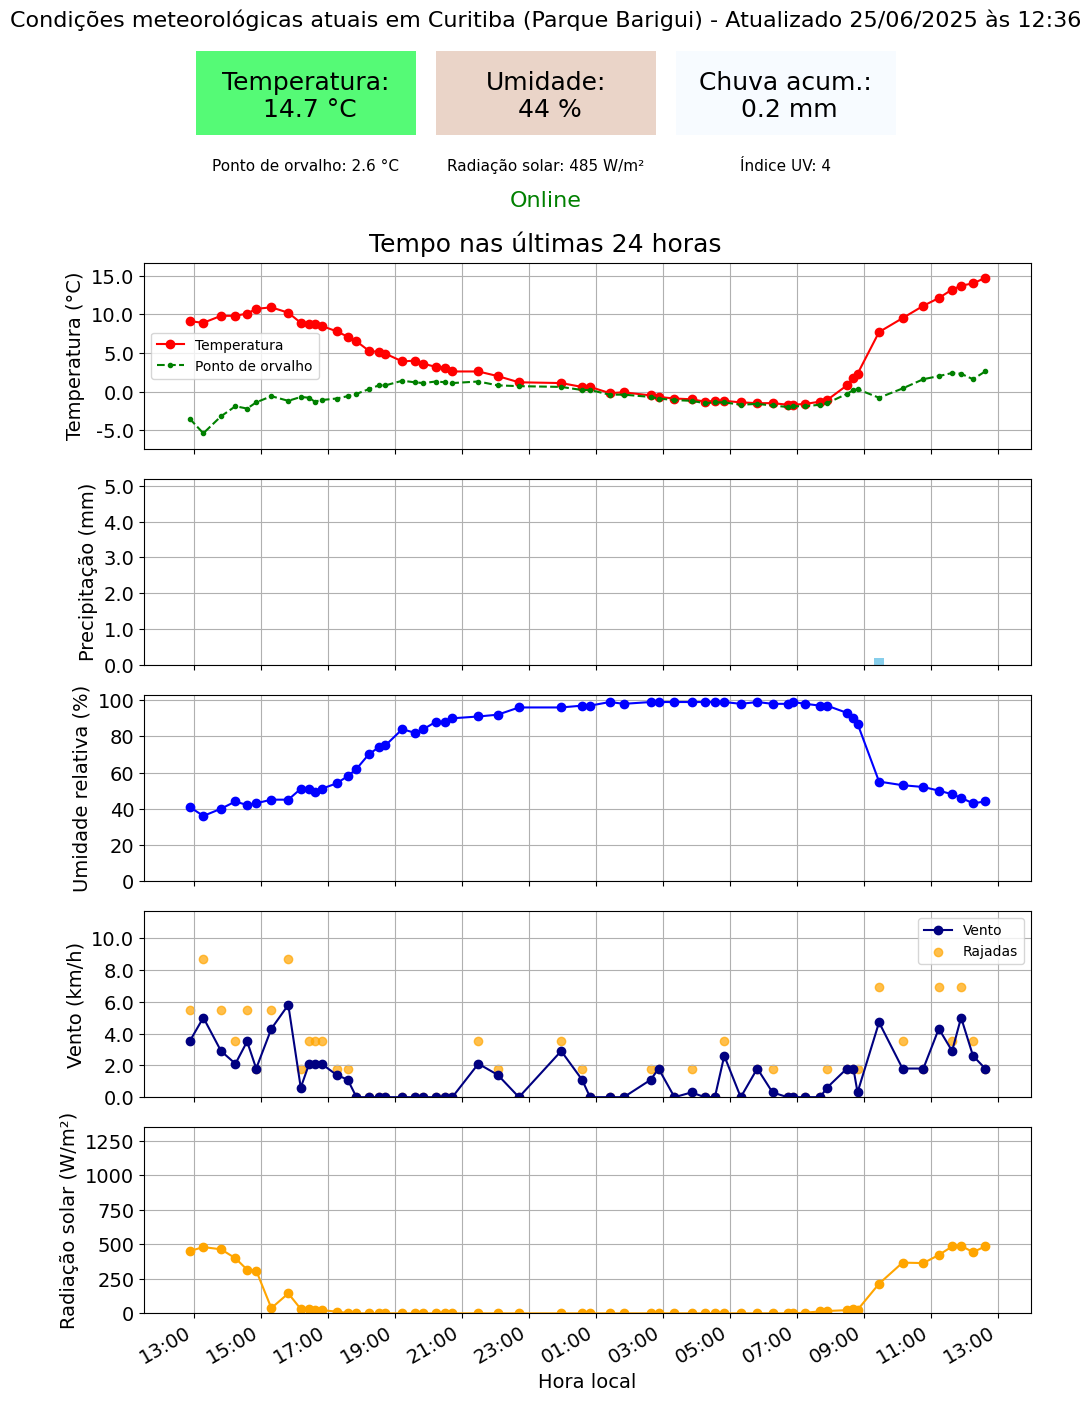 Condições meteorológicas atuais em Curitiba (Parque Barigui) - Atualizado 25/06/2025 às 12:36
Temperatura:
14.7 °C
Umidade:
44 %
Chuva acum.:
0.2 mm
Ponto de orvalho: 2.6 °C
Radiação solar: 485 W/m²
Índice UV: 4
Online
Tempo nas últimas 24 horas
Temperatura (°C)
15.0
10.0
5.0
0.0
-5.0
Temperatura
Ponto de orvalho
Precipitação (mm)
5.0
4.0
3.0
2.0
1.0
0.0
Umidade relativa (%)
100
80
60
40
20
0
Vento (km/h)
10.0
8.0
6.0
4.0
2.0
0.0
Vento
Rajadas
Radiação solar (W/m²)
1250
1000
750
500
250
0
13:00
15:00
17:00
19:00
21:00
23:00
01:00
03:00
05:00
07:00
09:00
11:00
13:00
Hora local